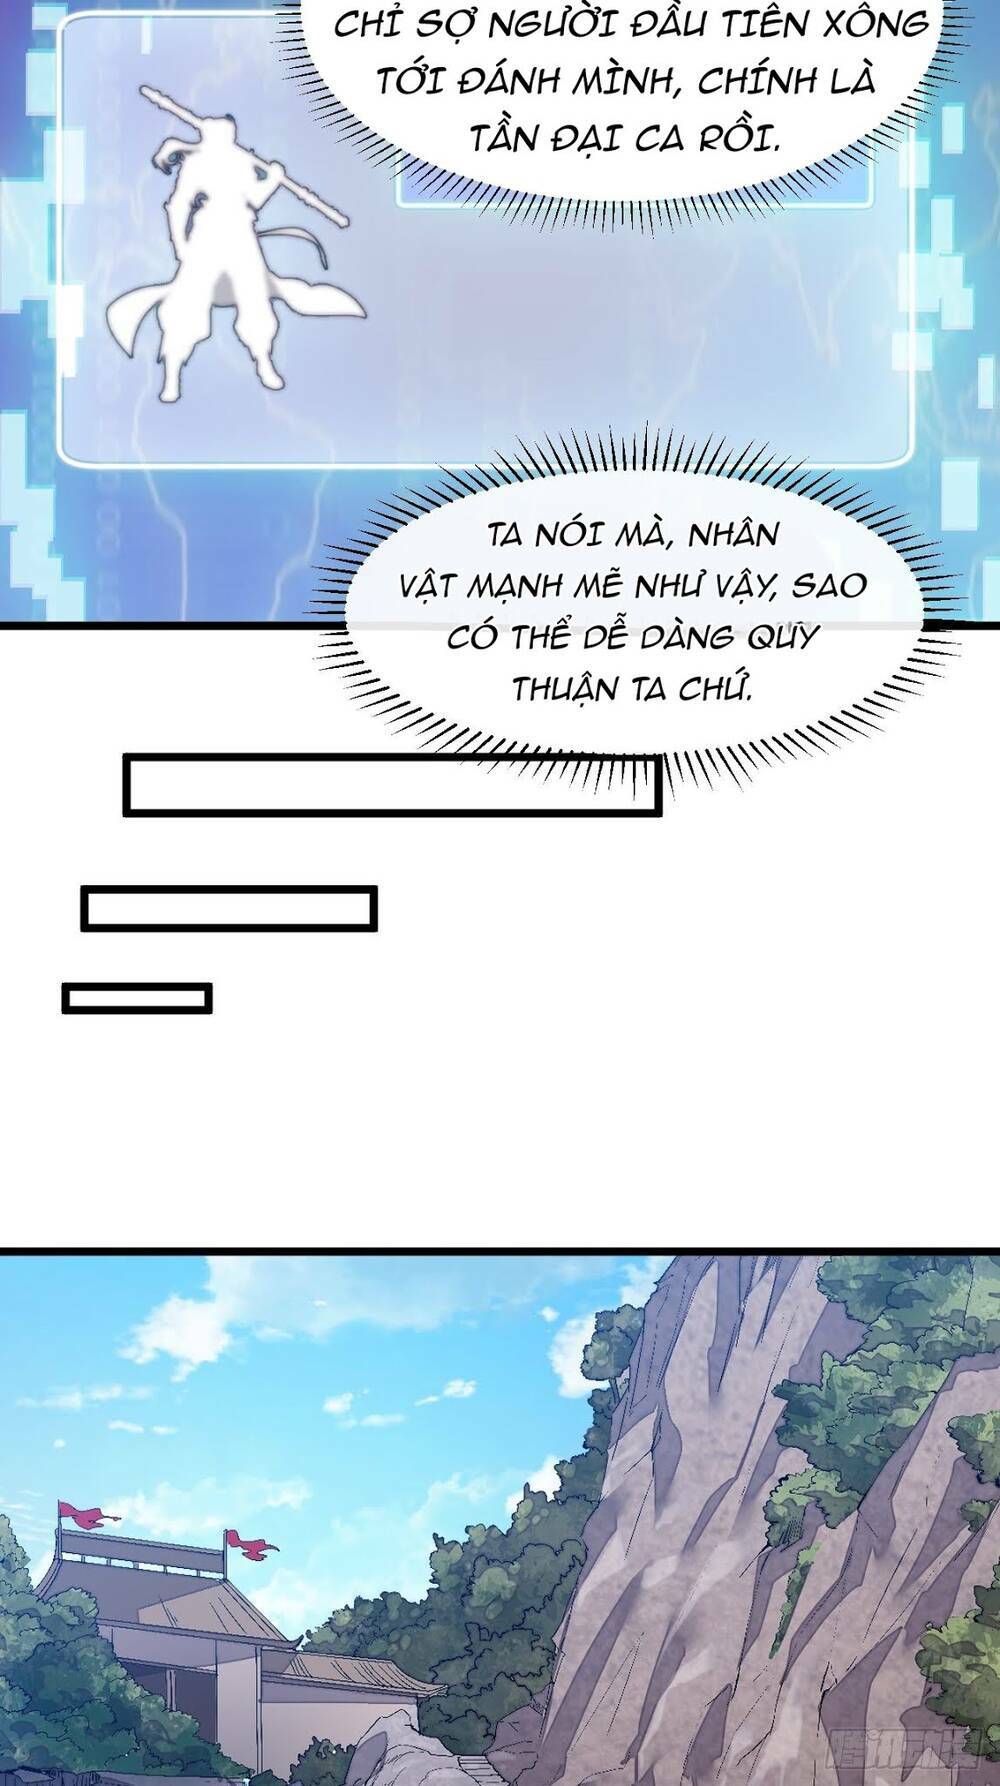 CHỈ SỢ NGƯỜI ĐẦU TIÊN XÔNG
TỚI ĐÁNH MÌNH, CHÍNH LÀ
TẦN ĐẠI CA RỒI.
TA NÓI MÀ, NHÂN
VẬT MẠNH MẼ NHƯ VẬY, SAO
CÓ THỂ DỄ DÀNG QUY
THUẬN TA CHỨ.